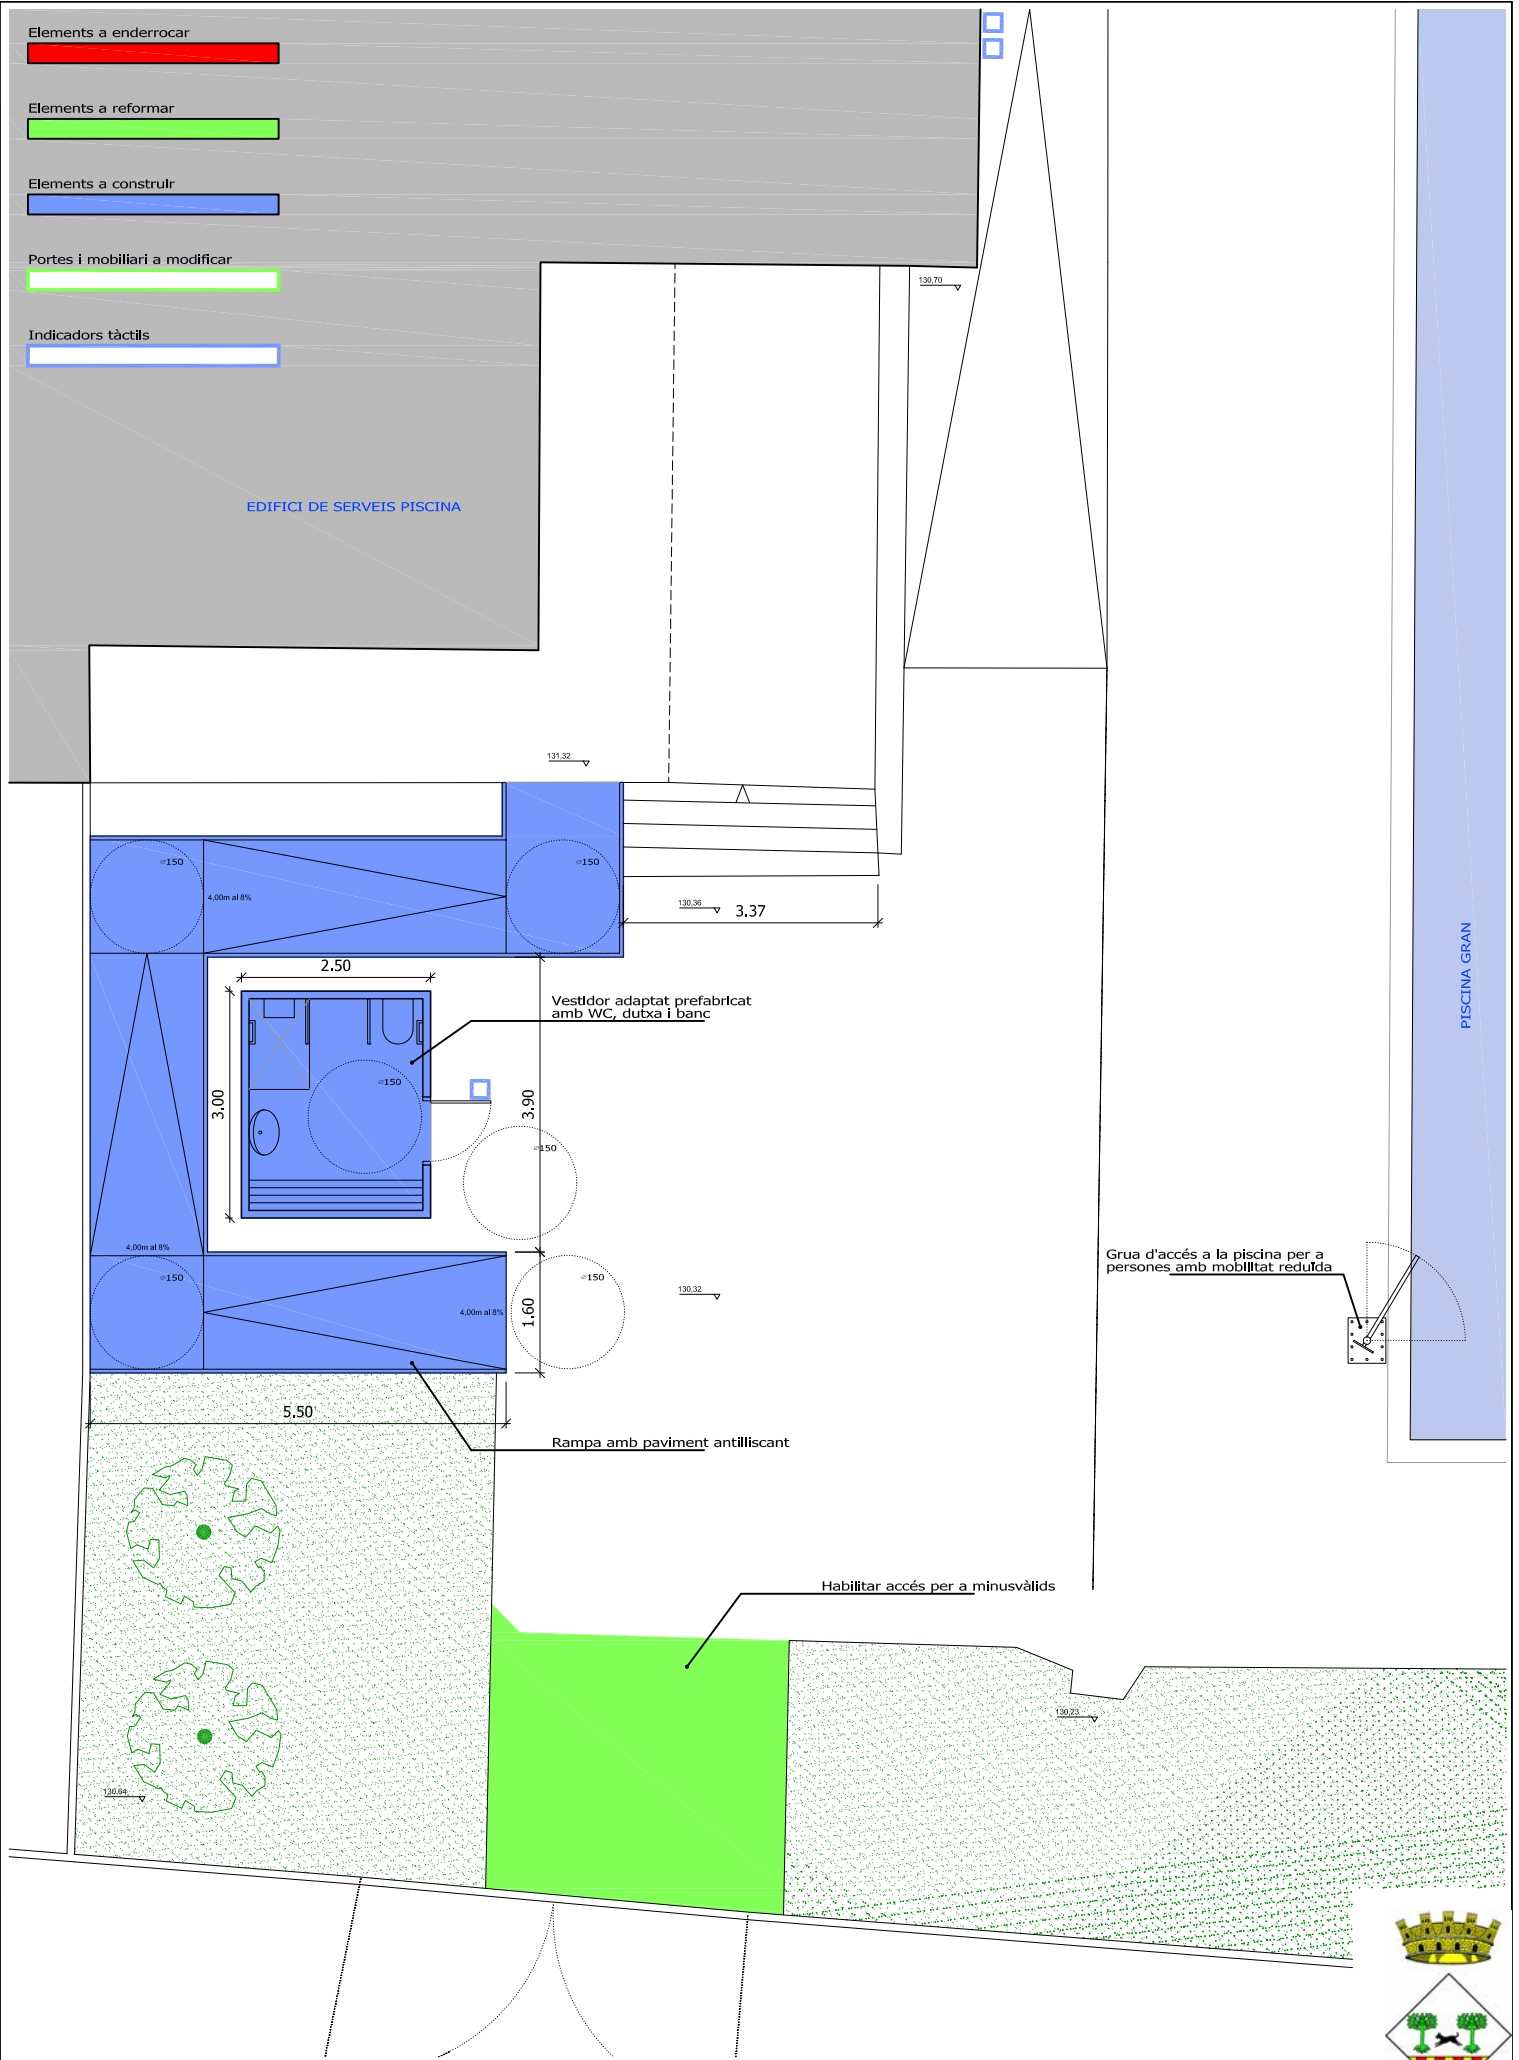 Elements a enderrocar
Elements a reformar
Elements a construir
Portes i mobiliari a modificar
Indicadors tàctils
130,70
EDIFICI DE SERVEIS PISCINA
131,32
⌀150
⌀150
4,00m al 8%
130,36
3.37
PISCINA GRAN
2.50
Vestidor adaptat prefabricat
amb WC, dutxa i banc
⌀150
3.00
3.90
⌀150
4,00m al 8%
Grua d'accés a la piscina per a
persones amb mobilitat reduïda
⌀150
⌀150
130,32
4,00m al 8%
1.60
5.50
Rampa amb paviment antilliscant
Habilitar accés per a minusvàlids
130,23
130,64